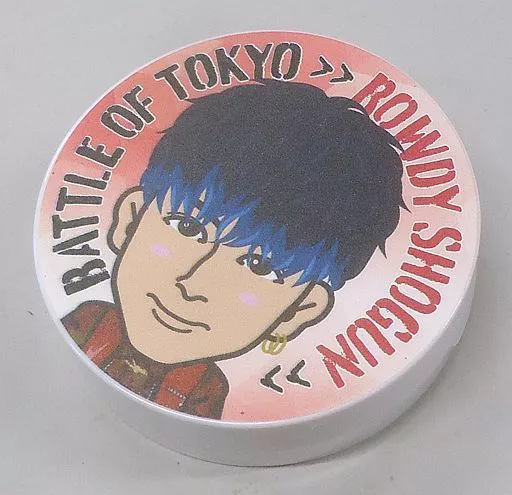 BATTLE OF TOKYO >>
ROWDY SHOGUN >>